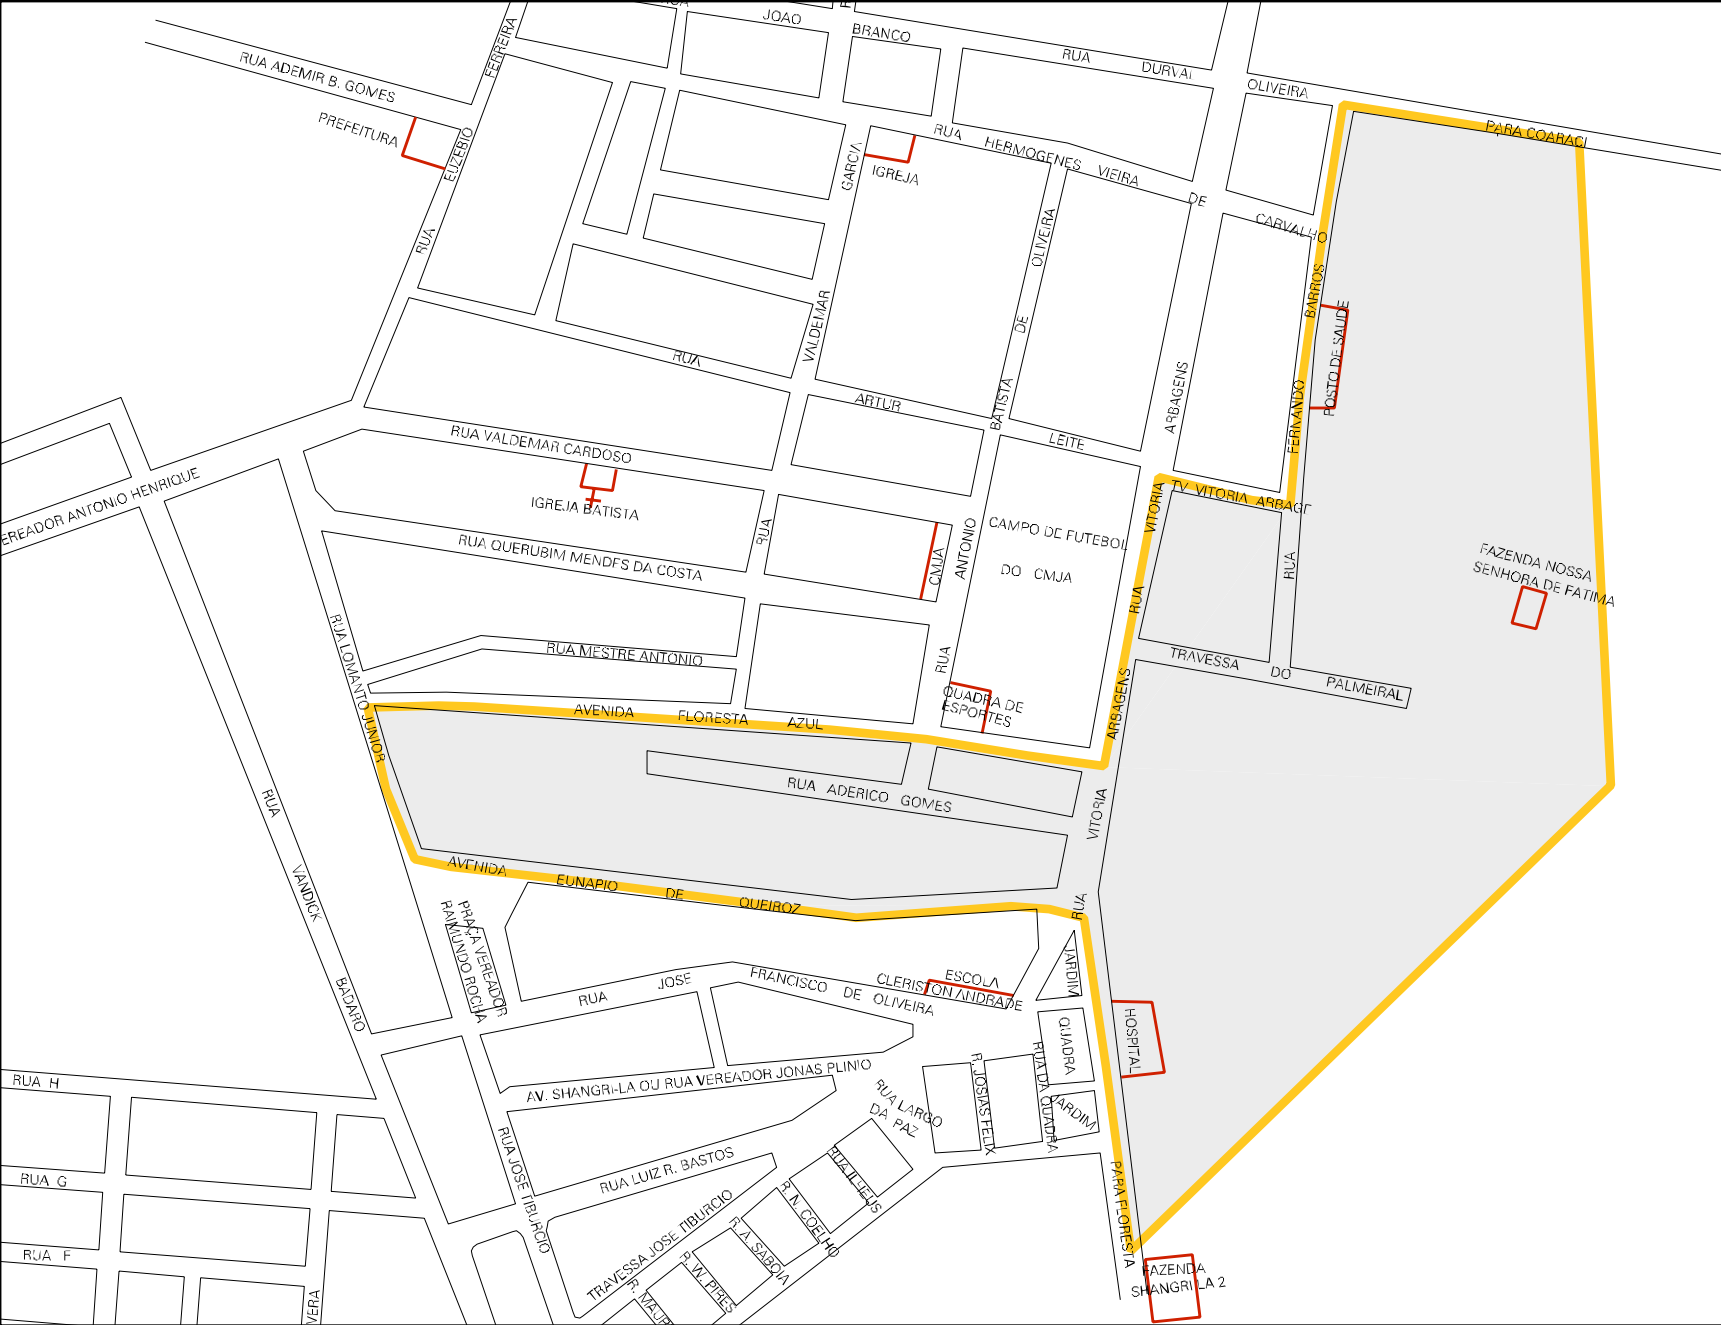 JOAO
BRANCO
RUA
DURVAL
OLIVEIRA
PARA COARACI
FERREIRA
RUA ADEMIR B. GOMES
PREFEITURA
EUZEBIO
RUA
GARCIA
IGREJA
RUA
HERMOGENES
VIEIRA
DE
CARVALHO
OLIVEIRA
DE
BATISTA
VALDEMAR
RUA
ARTUR
LEITE
ARBAGENS
BARROS
FERNANDO
POSTO DE SAUDE
RUA VALDEMAR CARDOSO
IGREJA BATISTA
RUA
TV VITORIA ARBAGE
VITORIA
EREADOR ANTONIO HENRIQUE
RUA QUERUBIM MENDES DA COSTA
CMJA
ANTONIO
CAMPO DE FUTEBOL
DO CMJA
RUA
RUA
FAZENDA NOSSA
SENHORA DE FATIMA
RUA LOMANTO JUNIOR
RUA MESTRE ANTONIO
RUA
TRAVESSA
DO
PALMEIRAL
QUADRA DE
ESPORTES
ARBAGENS
AVENIDA
FLORESTA
AZUL
RUA ADERICO GOMES
VITORIA
RUA
RUA
VANDICK
BADARO
AVENIDA
EUNAPIO
DE
QUEIROZ
PRAÇA VEREADOR
RAIMUNDO ROCHA
RUA
JOSE
FRANCISCO
DE
OLIVEIRA
ESCOLA
CLERISTON ANDRADE
JARDIM
QUADRA
HOSPITAL
RUA H
AV. SHANGRI-LA OU RUA VEREADOR JONAS PLINIO
RUA LARGO
DA PAZ
R. JOSIAS FELIX
RUA DA QUADRA
JARDIM
RUA G
RUA JOSE TIBURCIO
RUA LUIZ R. BASTOS
RUA ILHEUS
R. N. COELHO
TRAVESSA JOSE TIBURCIO
R. A. SABOIA
R. W. PIRES
R. MAUR
PARA FLORESTA
RUA F
VERA
FAZENDA
SHANGRI LA 2